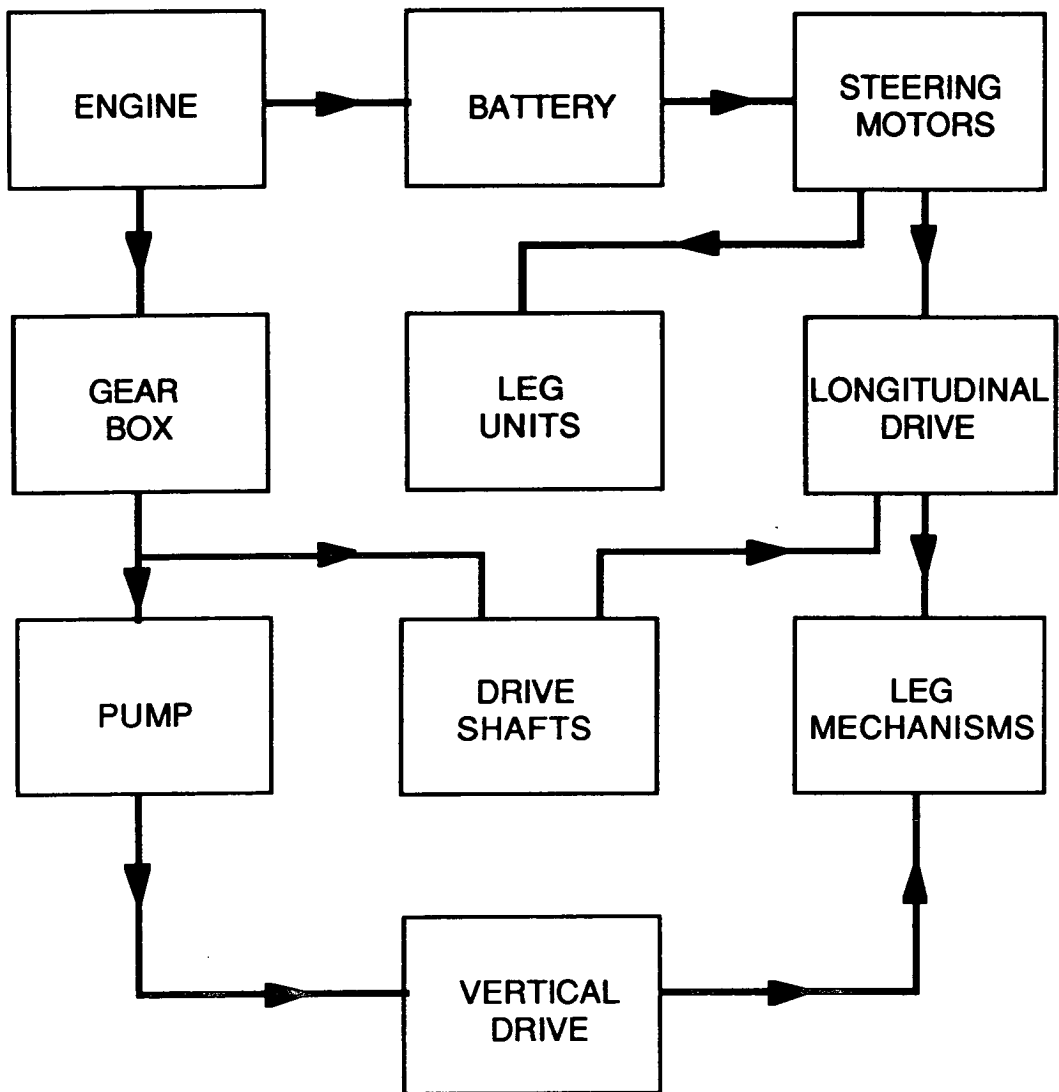 ENGINE
BATTERY
STEERING
MOTORS
GEAR
BOX
LEG
UNITS
LONGITUDINAL
DRIVE
PUMP
DRIVE
SHAFTS
LEG
MECHANISMS
VERTICAL
DRIVE